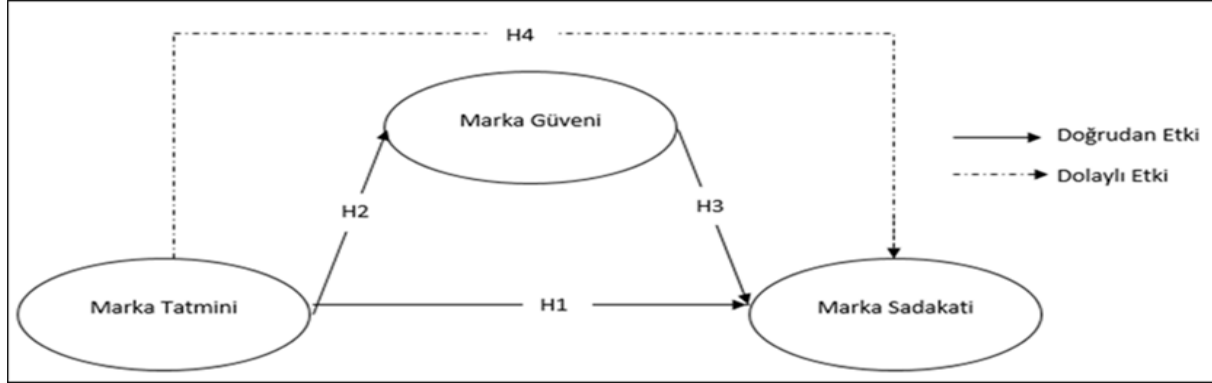 H4
Marka Güveni
Doğrudan Etki
Dolaylı Etki
H2
H3
Marka Tatmini
H1
Marka Sadakati